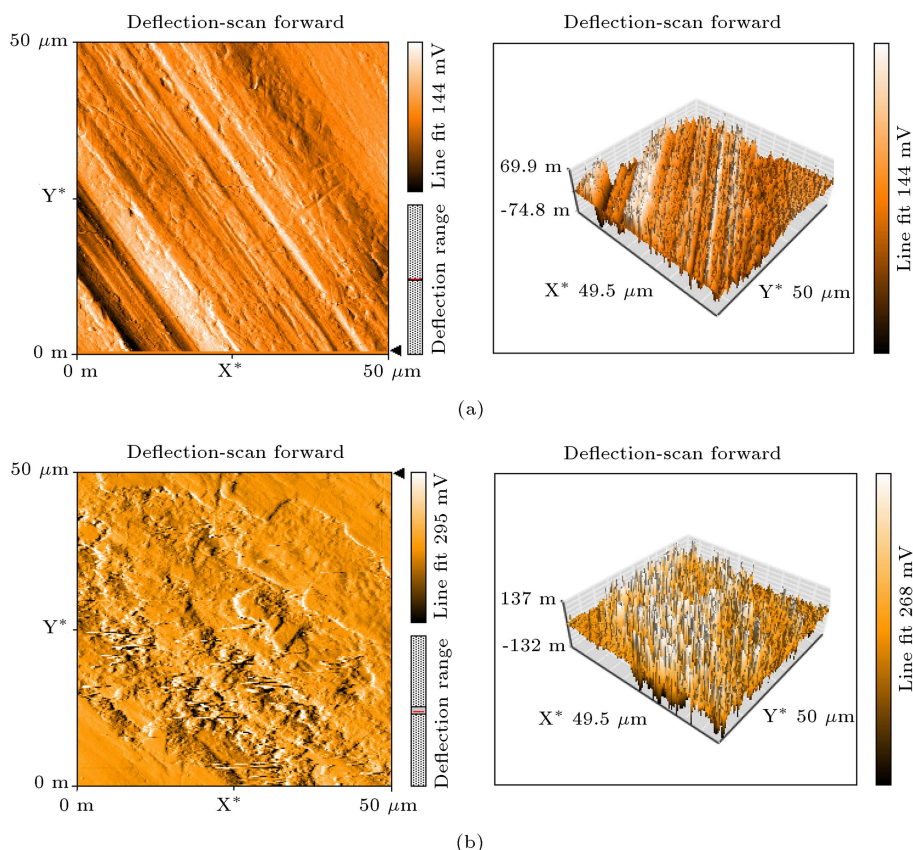 Deflection-scan forward
50 μm
Y*
0 m
0 m
X*
50 μm
Line fit 144 mV
Deflection range
Deflection-scan forward
69.9 m
-74.8 m
X* 49.5 μm
Y* 50 μm
Line fit 144 mV
(a)
Deflection-scan forward
50 μm
Y*
0 m
0 m
X*
50 μm
Line fit 295 mV
Deflection range
Deflection-scan forward
137 m
-132 m
X* 49.5 μm
Y* 50 μm
Line fit 268 mV
(b)